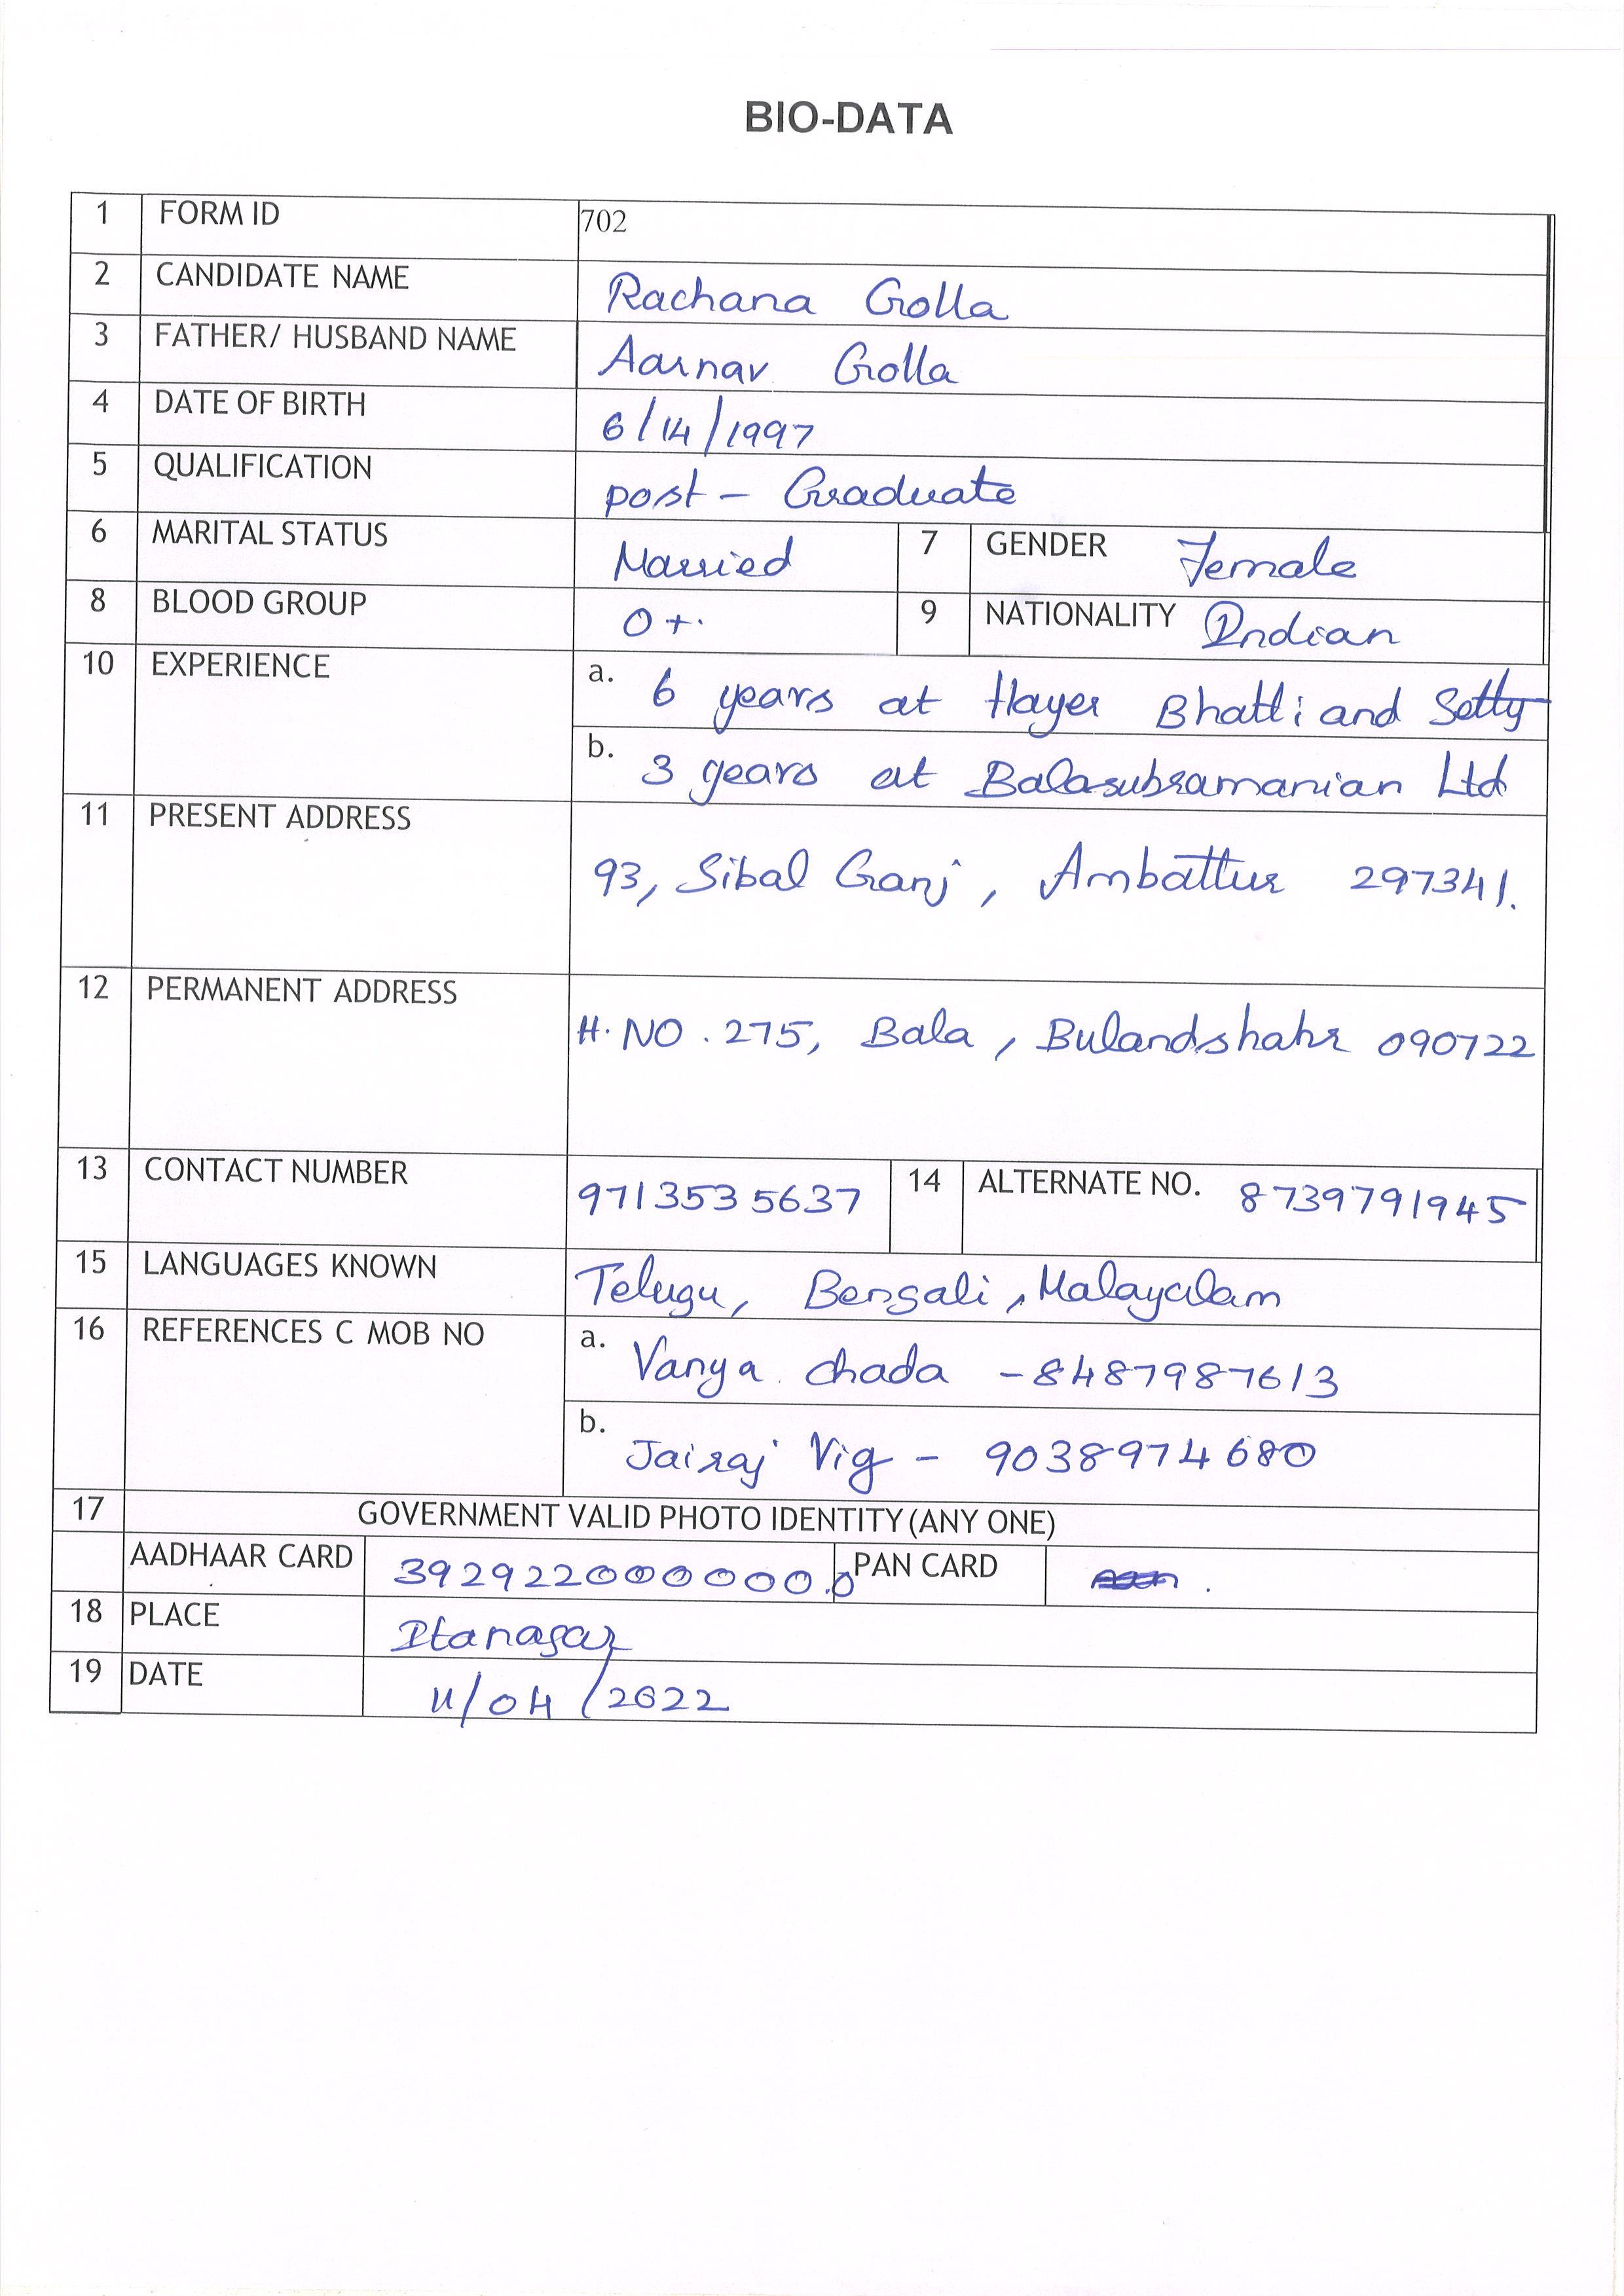 BIO-DATA
1 FORM ID 702
2 CANDIDATE NAME Rachana Golla
3 FATHER/ HUSBAND NAME Aarnav Golla
4 DATE OF BIRTH 6/14/1997
5 QUALIFICATION post - Graduate
6 MARITAL STATUS Married 7 GENDER Female
8 BLOOD GROUP O+. 9 NATIONALITY Indian
10 EXPERIENCE a. 6 years at Hayer Bhatti and Setty
b. 3 years at Balasubramanian Ltd
11 PRESENT ADDRESS 93, Sibal Ganj, Ambattur 297341.
12 PERMANENT ADDRESS H.NO.275, Bala, Bulandshahr 090722
13 CONTACT NUMBER 9713535637 14 ALTERNATE NO. 8739791945
15 LANGUAGES KNOWN Telugu, Bengali, Malayalam
16 REFERENCES C MOB NO a. Vanya chada - 8487987613
b. Jairaj Vig - 9038974680
17 GOVERNMENT VALID PHOTO IDENTITY (ANY ONE)
AADHAAR CARD 392922000000.0 PAN CARD
18 PLACE Itanagar
19 DATE 11/04/2022